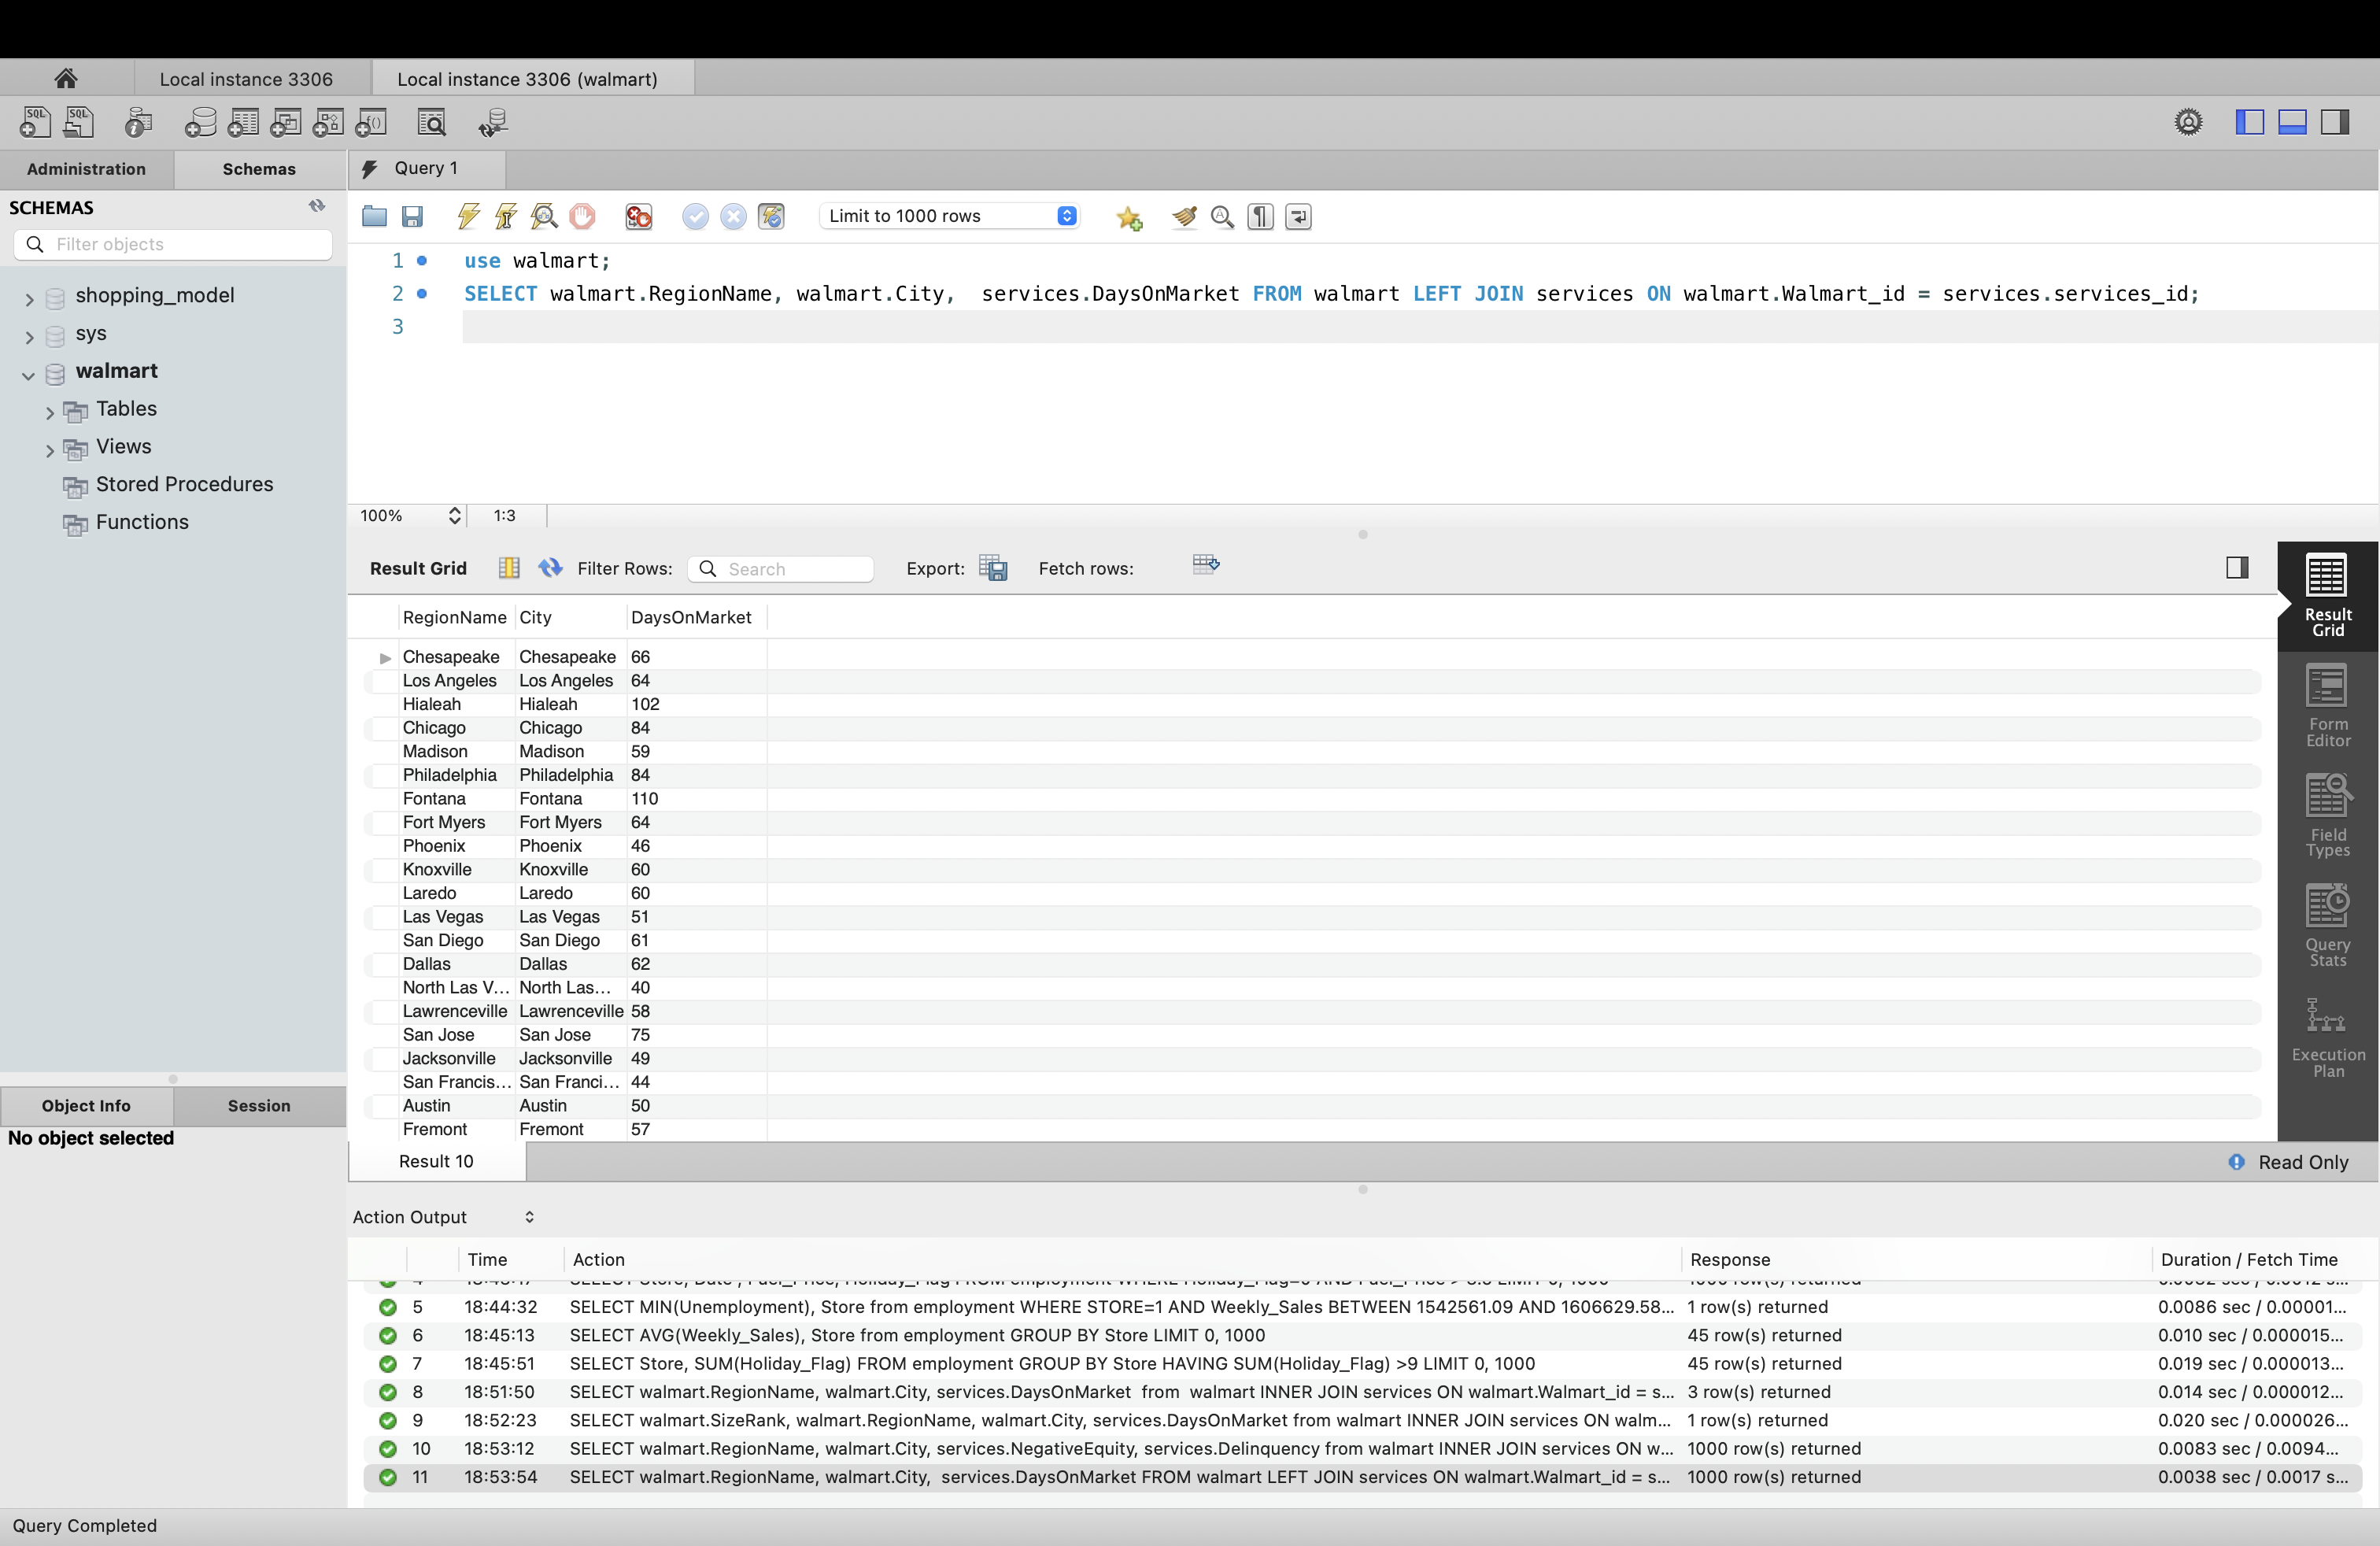 Local instance 3306
Local instance 3306 (walmart)
Administration
Schemas
Query 1
SCHEMAS
Filter objects
Limit to 1000 rows
shopping_model
sys
walmart
Tables
Views
Stored Procedures
Functions
1 use walmart;
2 SELECT walmart.RegionName, walmart.City,  services.DaysOnMarket FROM walmart LEFT JOIN services ON walmart.Walmart_id = services.services_id;
3
100% 1:3
Result Grid Filter Rows: Search Export: Fetch rows:
RegionName City DaysOnMarket
Chesapeake Chesapeake 66
Los Angeles Los Angeles 64
Hialeah Hialeah 102
Chicago Chicago 84
Madison Madison 59
Philadelphia Philadelphia 84
Fontana Fontana 110
Fort Myers Fort Myers 64
Phoenix Phoenix 46
Knoxville Knoxville 60
Laredo Laredo 60
Las Vegas Las Vegas 51
San Diego San Diego 61
Dallas Dallas 62
North Las V... North Las... 40
Lawrenceville Lawrenceville 58
San Jose San Jose 75
Jacksonville Jacksonville 49
San Francis... San Franci... 44
Austin Austin 50
Fremont Fremont 57
Result
Grid
Form
Editor
Field
Types
Query
Stats
Execution
Plan
Object Info
Session
No object selected
Result 10
Read Only
Action Output
Time Action Response Duration / Fetch Time
5 18:44:32 SELECT MIN(Unemployment), Store from employment WHERE STORE=1 AND Weekly_Sales BETWEEN 1542561.09 AND 1606629.58... 1 row(s) returned 0.0086 sec / 0.00001...
6 18:45:13 SELECT AVG(Weekly_Sales), Store from employment GROUP BY Store LIMIT 0, 1000 45 row(s) returned 0.010 sec / 0.000015...
7 18:45:51 SELECT Store, SUM(Holiday_Flag) FROM employment GROUP BY Store HAVING SUM(Holiday_Flag) >9 LIMIT 0, 1000 45 row(s) returned 0.019 sec / 0.000013...
8 18:51:50 SELECT walmart.RegionName, walmart.City, services.DaysOnMarket  from  walmart INNER JOIN services ON walmart.Walmart_id = s... 3 row(s) returned 0.014 sec / 0.000012...
9 18:52:23 SELECT walmart.SizeRank, walmart.RegionName, walmart.City, services.DaysOnMarket from walmart INNER JOIN services ON walm... 1 row(s) returned 0.020 sec / 0.000026...
10 18:53:12 SELECT walmart.RegionName, walmart.City, services.NegativeEquity, services.Delinquency from walmart INNER JOIN services ON w... 1000 row(s) returned 0.0083 sec / 0.0094...
11 18:53:54 SELECT walmart.RegionName, walmart.City,  services.DaysOnMarket FROM walmart LEFT JOIN services ON walmart.Walmart_id = s... 1000 row(s) returned 0.0038 sec / 0.0017 s...
Query Completed